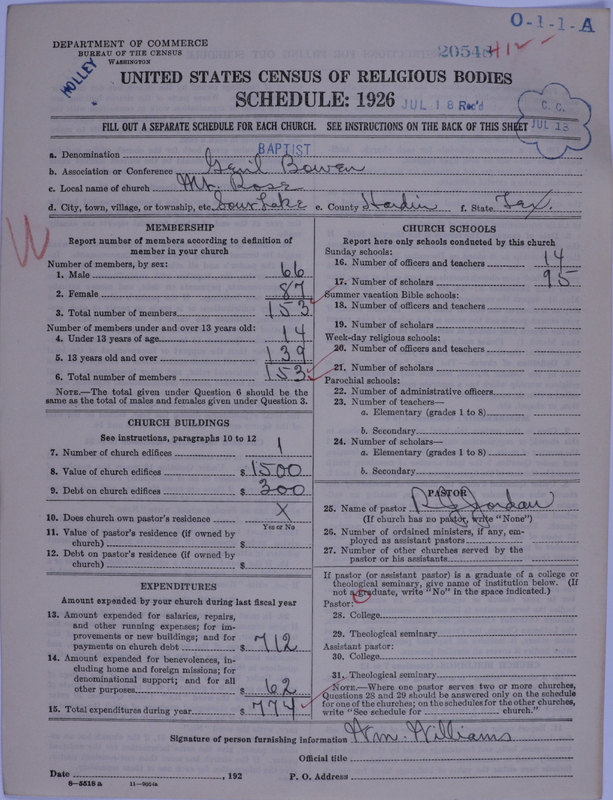 O-1-1-A
DEPARTMENT OF COMMERCE
BUREAU OF THE CENSUS
WASHINGTON
HOLLEY
UNITED STATES CENSUS OF RELIGIOUS BODIES
SCHEDULE: 1926
JUL 18 Rec'd
C. C.
JUL 18
FILL OUT A SEPARATE SCHEDULE FOR EACH CHURCH. SEE INSTRUCTIONS ON THE BACK OF THIS SHEET
a. Denomination BAPTIST
b. Association or Conference Genil Bowen
c. Local name of church Mt. Rose
d. City, town, village, or township, etc. Sour Lake e. County Hardin f. State Tex.
MEMBERSHIP
Report number of members according to definition of
member in your church
Number of members, by sex:
1. Male 66
2. Female 87
3. Total number of members 153
Number of members under and over 13 years old:
4. Under 13 years of age 14
5. 13 years old and over 139
6. Total number of members 153
NOTE.—The total given under Question 6 should be
same as the total of males and females given under Question 3.
CHURCH BUILDINGS
See instructions, paragraphs 10 to 12
7. Number of church edifices 1
8. Value of church edifices $ 1500
9. Debt on church edifices $ 300
10. Does church own pastor's residence X
Yes or No
11. Value of pastor's residence (if owned by
church) $
12. Debt on pastor's residence (if owned by
church) $
EXPENDITURES
Amount expended by your church during last fiscal year
13. Amount expended for salaries, repairs,
and other running expenses; for im-
provements or new buildings; and for
payments on church debt $ 712
14. Amount expended for benevolences, in-
cluding home and foreign missions; for
denominational support; and for all
other purposes $ 62
15. Total expenditures during year $ 774
CHURCH SCHOOLS
Report here only schools conducted by this church
Sunday schools:
16. Number of officers and teachers 14
17. Number of scholars 95
Summer vacation Bible schools:
18. Number of officers and teachers
19. Number of scholars
Week-day religious schools:
20. Number of officers and teachers
21. Number of scholars
Parochial schools:
22. Number of administrative officers
23. Number of teachers—
a. Elementary (grades 1 to 8)
b. Secondary
24. Number of scholars—
a. Elementary (grades 1 to 8)
b. Secondary
PASTOR
25. Name of pastor Jordan
(If church has no pastor, write "None")
26. Number of ordained ministers, if any, em-
ployed as assistant pastors
27. Number of other churches served by the
pastor or his assistants
If pastor (or assistant pastor) is a graduate of a college or
theological seminary, give name of institution below. (If
not a graduate, write "No" in the space indicated.)
Pastor:
28. College
29. Theological seminary
Assistant pastor:
30. College
31. Theological seminary
NOTE.—Where one pastor serves two or more churches,
Questions 28 and 29 should be answered only on the schedule
for one of the churches; on the schedules for the other churches,
write "See schedule for church."
Signature of person furnishing information Wm. Williams
Official title
Date , 192 P. O. Address
8-5518 a 11-9054a